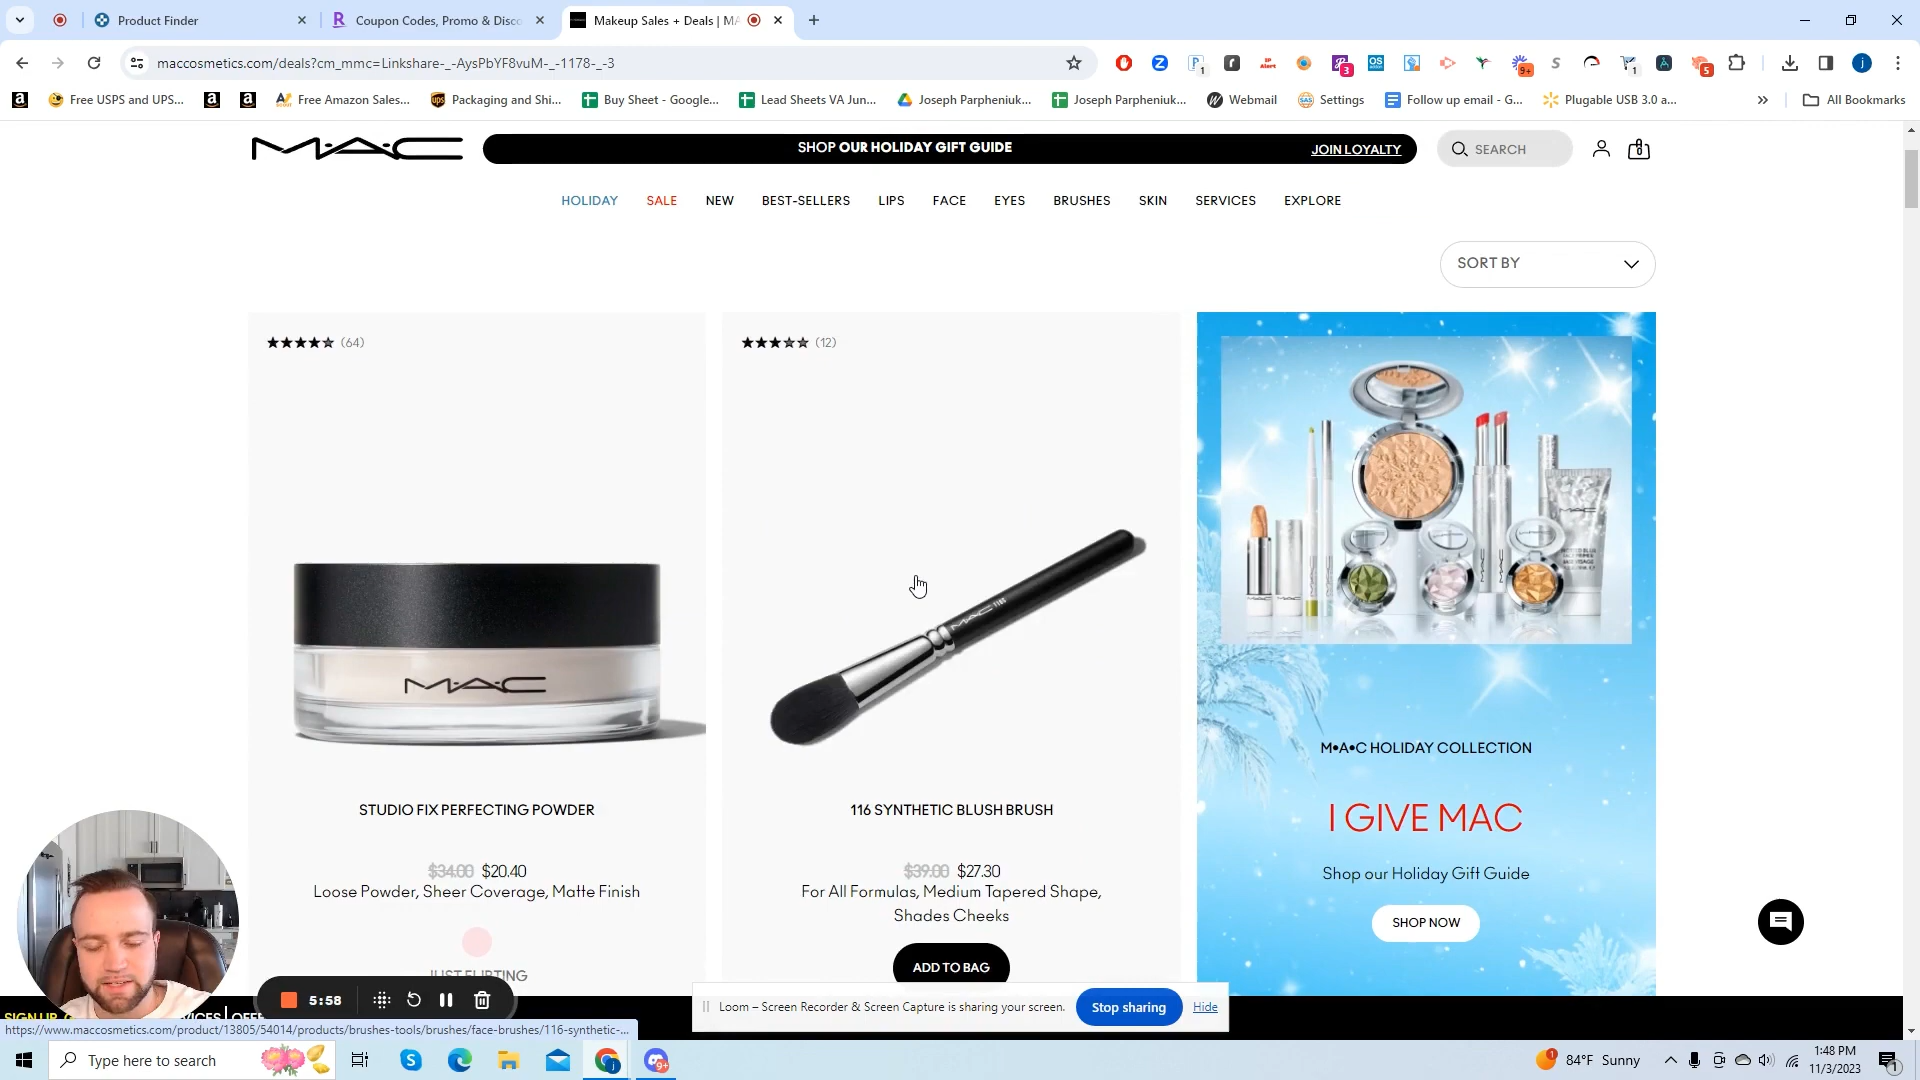 Product Finder
Coupon Codes, Promo & Disco
Makeup Sales + Deals | MA
maccosmetics.com/deals?cm_mmc=Linkshare-_-AysPbYF8vuM-_-1178-_-3
Free USPS and UPS...
Free Amazon Sales...
Packaging and Shi...
Buy Sheet - Google...
Lead Sheets VA Jun...
Joseph Parpheniuk...
Joseph Parpheniuk...
Webmail
Settings
Follow up email - G...
Plugable USB 3.0 a...
All Bookmarks
MAC
SHOP OUR HOLIDAY GIFT GUIDE
JOIN LOYALTY
SEARCH
0
HOLIDAY
SALE
NEW
BEST-SELLERS
LIPS
FACE
EYES
BRUSHES
SKIN
SERVICES
EXPLORE
SORT BY
(64)
MAC
STUDIO FIX PERFECTING POWDER
$34.00 $20.40
Loose Powder, Sheer Coverage, Matte Finish
JUST FLIRTING
(12)
116 SYNTHETIC BLUSH BRUSH
$39.00 $27.30
For All Formulas, Medium Tapered Shape,
Shades Cheeks
ADD TO BAG
M•A•C HOLIDAY COLLECTION
I GIVE MAC
Shop our Holiday Gift Guide
SHOP NOW
5:58
Loom – Screen Recorder & Screen Capture is sharing your screen.
Stop sharing
Hide
https://www.maccosmetics.com/product/13805/54014/products/brushes-tools/brushes/face-brushes/116-synthetic-...
Type here to search
84°F Sunny
1:48 PM
11/3/2023